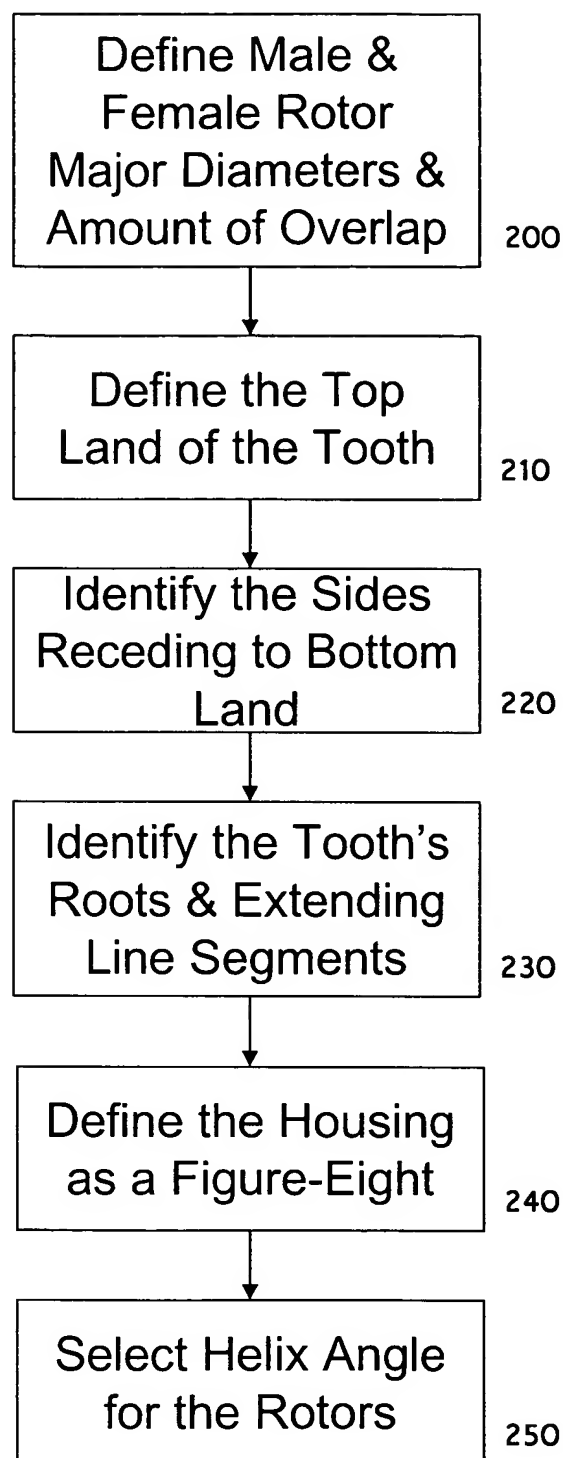 Define Male &
Female Rotor
Major Diameters &
Amount of Overlap
200
Define the Top
Land of the Tooth
210
Identify the Sides
Receding to Bottom
Land
220
Identify the Tooth's
Roots & Extending
Line Segments
230
Define the Housing
as a Figure-Eight
240
Select Helix Angle
for the Rotors
250